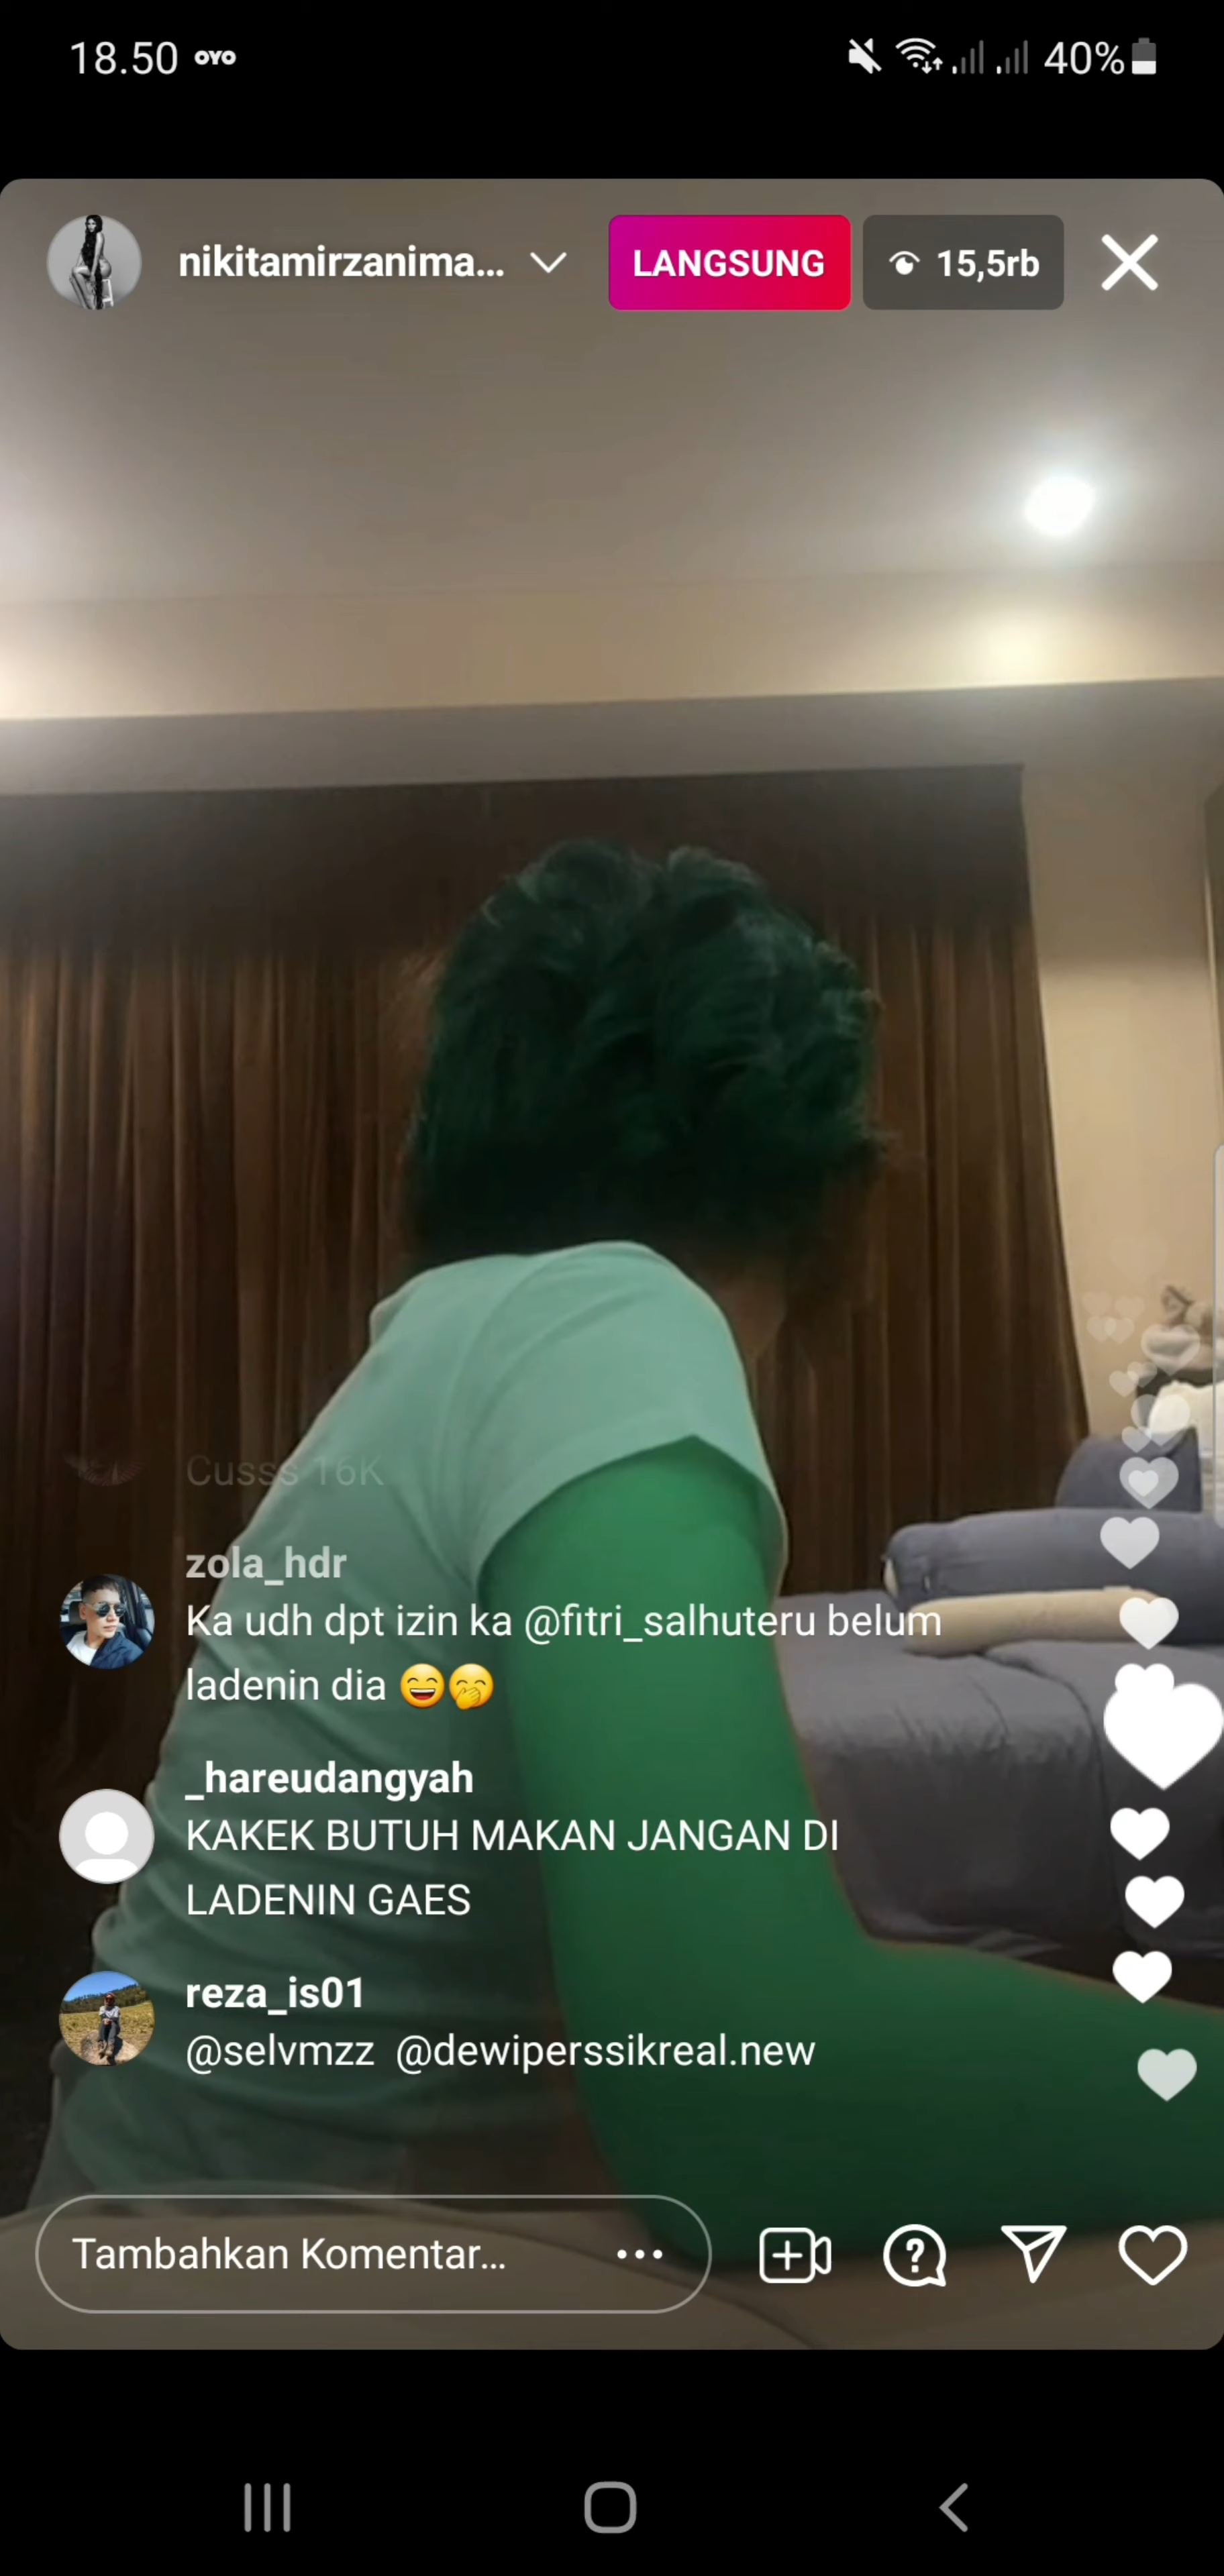 18.50 OYO 40%
nikitamirzanima... LANGSUNG 15,5rb
Cusss 16K
zola_hdr
Ka udh dpt izin ka @fitri_salhuteru belum
ladenin dia 😄🤭
_hareudangyah
KAKEK BUTUH MAKAN JANGAN DI
LADENIN GAES
reza_is01
@selvmzz @dewiperssikreal.new
Tambahkan Komentar...